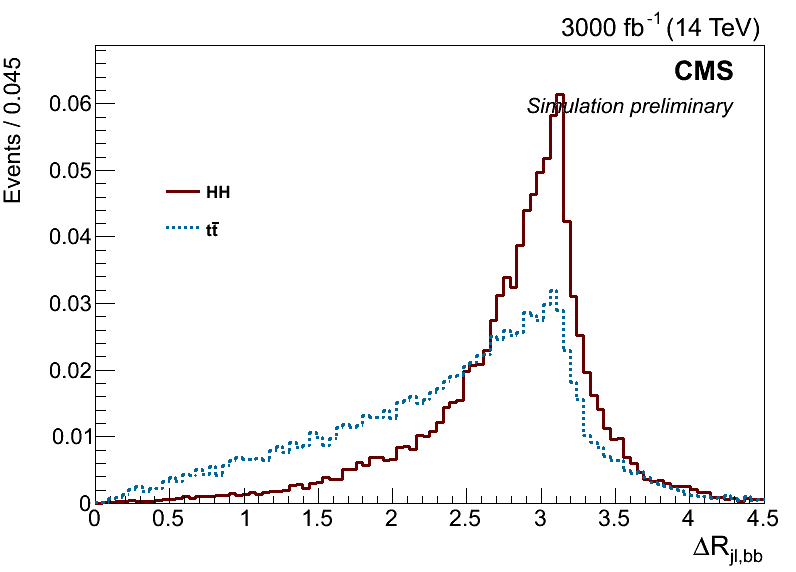 3000 fb⁻¹ (14 TeV)
CMS
Simulation preliminary
Events / 0.045
0.06
0.05
0.04
0.03
0.02
0.01
0
HH
tt̄
0 0.5 1 1.5 2 2.5 3 3.5 4 4.5
ΔR_jl,bb